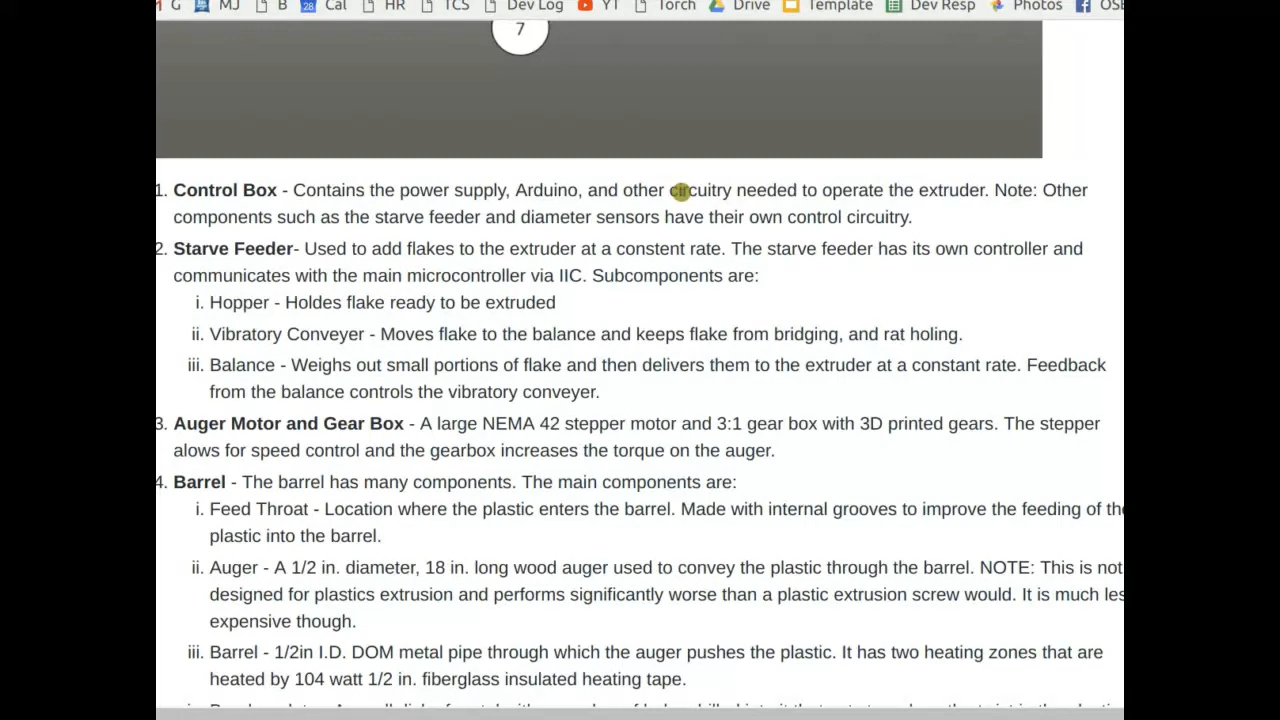 G MJ B 28 Cal HR TCS Dev Log YT Torch Drive Template Dev Resp Photos OSE
7
1. Control Box - Contains the power supply, Arduino, and other circuitry needed to operate the extruder. Note: Other
components such as the starve feeder and diameter sensors have their own control circuitry.
2. Starve Feeder- Used to add flakes to the extruder at a constent rate. The starve feeder has its own controller and
communicates with the main microcontroller via IIC. Subcomponents are:
i. Hopper - Holdes flake ready to be extruded
ii. Vibratory Conveyer - Moves flake to the balance and keeps flake from bridging, and rat holing.
iii. Balance - Weighs out small portions of flake and then delivers them to the extruder at a constant rate. Feedback
from the balance controls the vibratory conveyer.
3. Auger Motor and Gear Box - A large NEMA 42 stepper motor and 3:1 gear box with 3D printed gears. The stepper
alows for speed control and the gearbox increases the torque on the auger.
4. Barrel - The barrel has many components. The main components are:
i. Feed Throat - Location where the plastic enters the barrel. Made with internal grooves to improve the feeding of the
plastic into the barrel.
ii. Auger - A 1/2 in. diameter, 18 in. long wood auger used to convey the plastic through the barrel. NOTE: This is not
designed for plastics extrusion and performs significantly worse than a plastic extrusion screw would. It is much les
expensive though.
iii. Barrel - 1/2in I.D. DOM metal pipe through which the auger pushes the plastic. It has two heating zones that are
heated by 104 watt 1/2 in. fiberglass insulated heating tape.